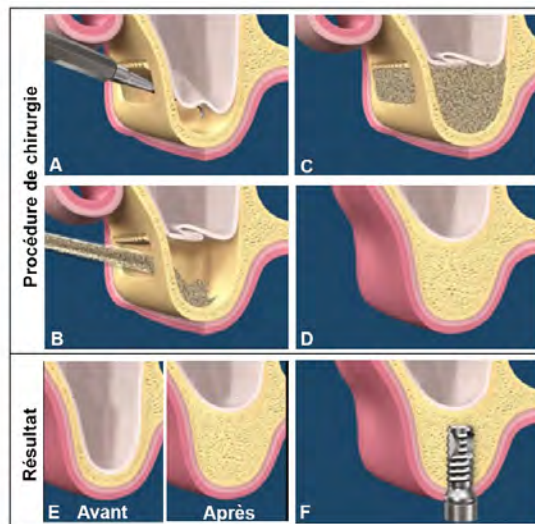 Procédure de chirurgie
A
C
B
D
Résultat
E Avant
Après
F